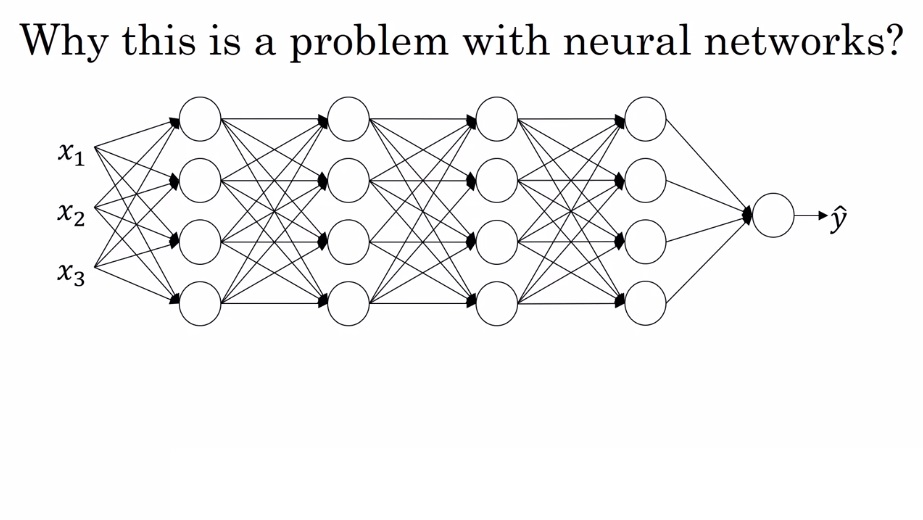 Why this is a problem with neural networks?
x₁
x₂
x₃
ŷ